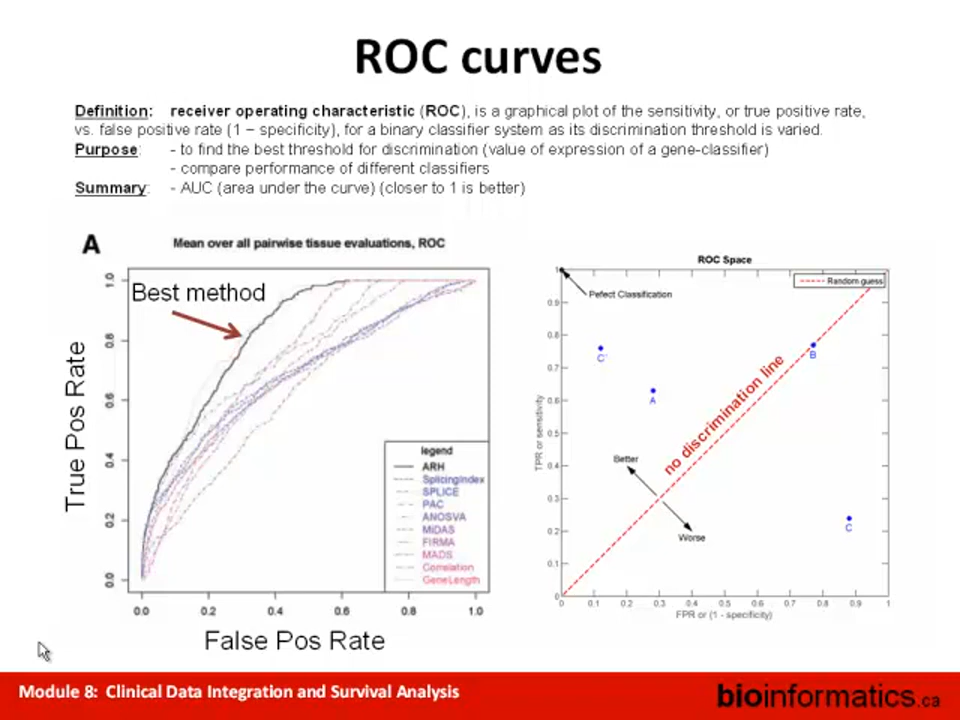 ROC curves
Definition: receiver operating characteristic (ROC), is a graphical plot of the sensitivity, or true positive rate,
vs. false positive rate (1 − specificity), for a binary classifier system as its discrimination threshold is varied.
Purpose: - to find the best threshold for discrimination (value of expression of a gene-classifier)
- compare performance of different classifiers
Summary: - AUC (area under the curve) (closer to 1 is better)
A
Mean over all pairwise tissue evaluations, ROC
Best method
True Pos Rate
1.0
0.8
0.6
0.4
0.2
0.0
legend
ARH
SplicingIndex
SPLICE
PAC
ANOSVA
MiDAS
FIRMA
MADS
Correlation
GeneLength
0.0 0.2 0.4 0.6 0.8 1.0
False Pos Rate
ROC Space
Random guess
Pefect Classification
TPR or sensitivity
1
0.9
0.8
0.7
0.6
0.5
0.4
0.3
0.2
0.1
0
C´
A
B
C
no discrimination line
Better
Worse
0 0.1 0.2 0.3 0.4 0.5 0.6 0.7 0.8 0.9 1
FPR or (1 - specificity)
Module 8: Clinical Data Integration and Survival Analysis
bioinformatics.ca